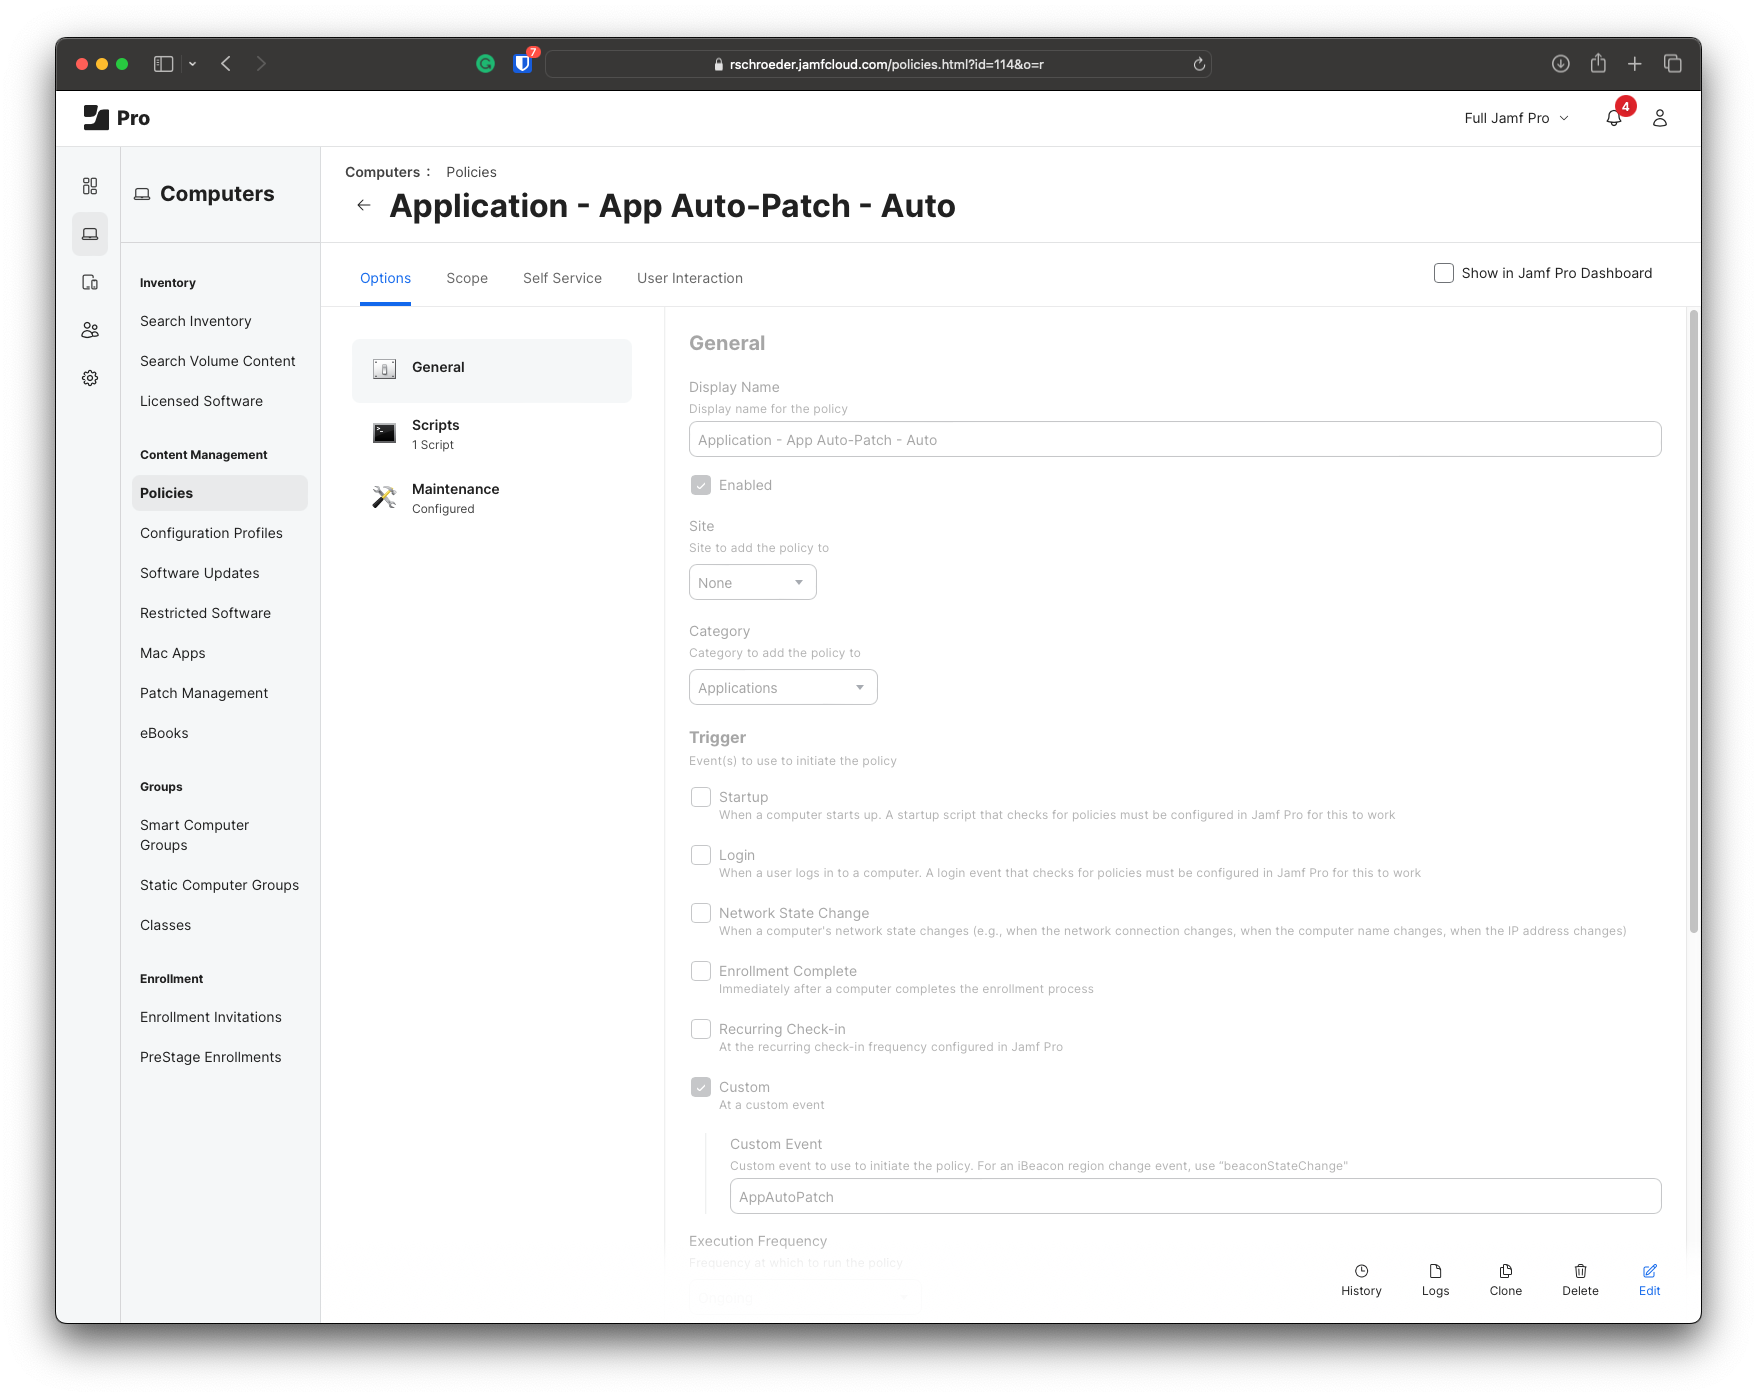 7
rschroeder.jamfcloud.com/policies.html?id=114&o=r
Pro
Full Jamf Pro
4
Computers
Inventory
Search Inventory
Search Volume Content
Licensed Software
Content Management
Policies
Configuration Profiles
Software Updates
Restricted Software
Mac Apps
Patch Management
eBooks
Groups
Smart Computer
Groups
Static Computer Groups
Classes
Enrollment
Enrollment Invitations
PreStage Enrollments
Computers : Policies
Application - App Auto-Patch - Auto
Options Scope Self Service User Interaction
Show in Jamf Pro Dashboard
General
Scripts
1 Script
Maintenance
Configured
General
Display Name
Display name for the policy
Application - App Auto-Patch - Auto
Enabled
Site
Site to add the policy to
None
Category
Category to add the policy to
Applications
Trigger
Event(s) to use to initiate the policy
Startup
When a computer starts up. A startup script that checks for policies must be configured in Jamf Pro for this to work
Login
When a user logs in to a computer. A login event that checks for policies must be configured in Jamf Pro for this to work
Network State Change
When a computer's network state changes (e.g., when the network connection changes, when the computer name changes, when the IP address changes)
Enrollment Complete
Immediately after a computer completes the enrollment process
Recurring Check-in
At the recurring check-in frequency configured in Jamf Pro
Custom
At a custom event
Custom Event
Custom event to use to initiate the policy. For an iBeacon region change event, use "beaconStateChange"
AppAutoPatch
Execution Frequency
Frequency at which to run the policy
Ongoing
History Logs Clone Delete Edit